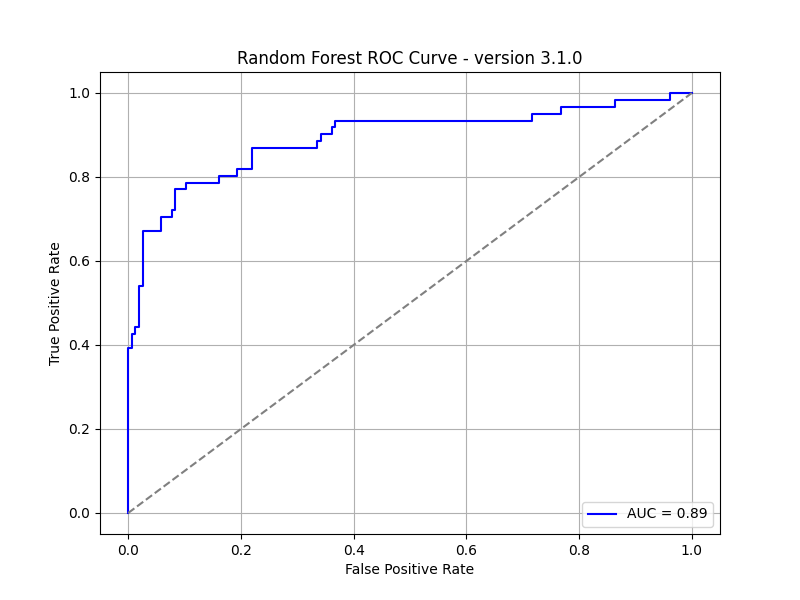 Random Forest ROC Curve - version 3.1.0
True Positive Rate
1.0
0.8
0.6
0.4
0.2
0.0
AUC = 0.89
0.0 0.2 0.4 0.6 0.8 1.0
False Positive Rate